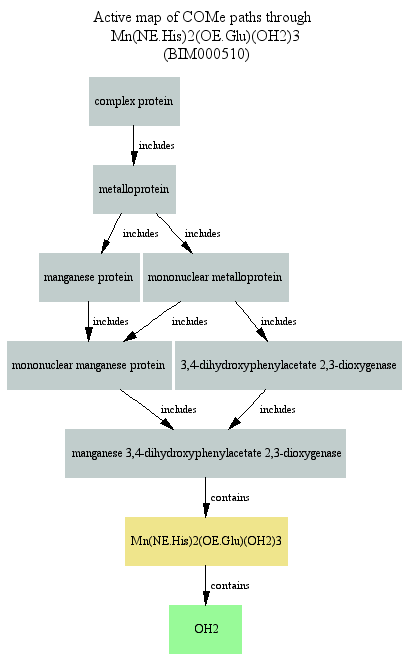 Active map of COMe paths through
Mn(NE.His)2(OE.Glu)(OH2)3
(BIM000510)
complex protein
includes
metalloprotein
includes
includes
manganese protein
mononuclear metalloprotein
includes
includes
includes
mononuclear manganese protein
3,4-dihydroxyphenylacetate 2,3-dioxygenase
includes
includes
manganese 3,4-dihydroxyphenylacetate 2,3-dioxygenase
contains
Mn(NE.His)2(OE.Glu)(OH2)3
contains
OH2